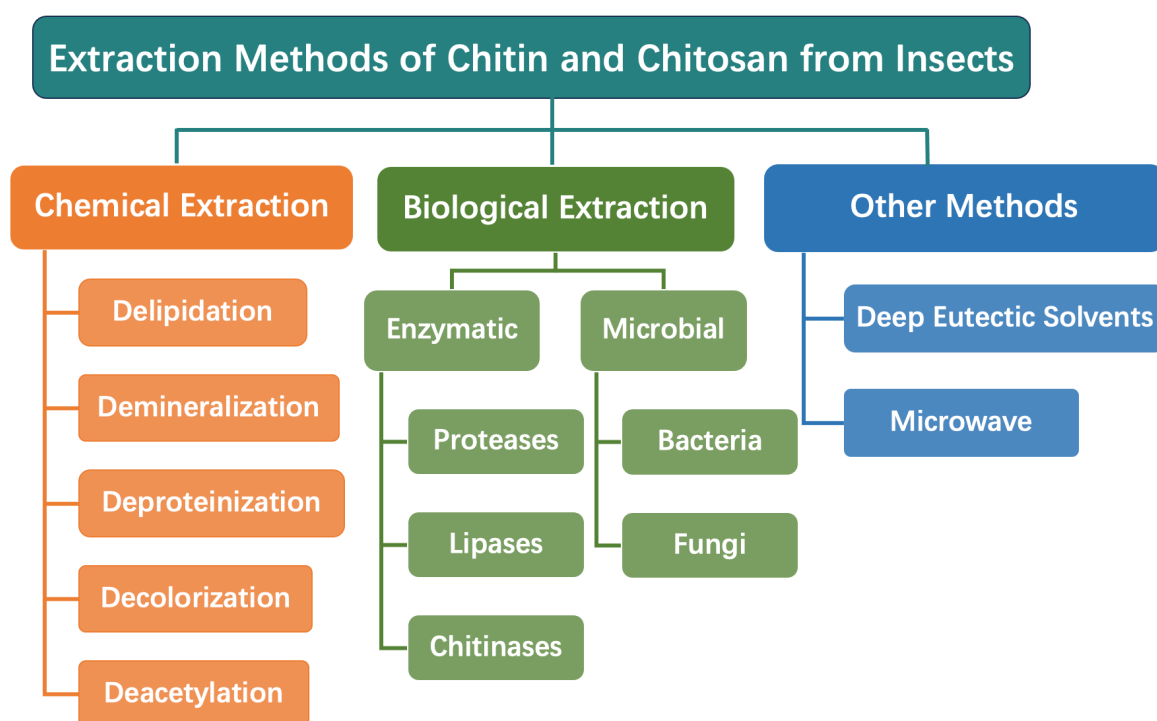 Extraction Methods of Chitin and Chitosan from Insects
Chemical Extraction
Delipidation
Demineralization
Deproteinization
Decolorization
Deacetylation
Biological Extraction
Enzymatic
Proteases
Lipases
Chitinases
Microbial
Bacteria
Fungi
Other Methods
Deep Eutectic Solvents
Microwave